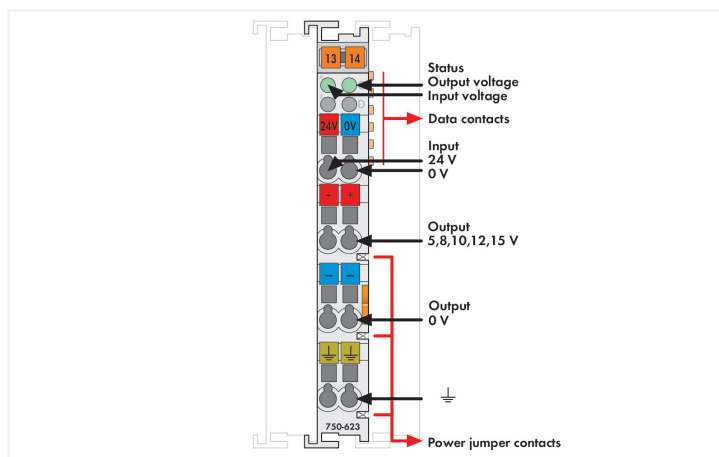 13 14
Status
Output voltage
Input voltage
Data contacts
24V 0V
Input
24 V
0 V
+ +
Output
5,8,10,12,15 V
– –
Output
0 V
750-623
Power jumper contacts